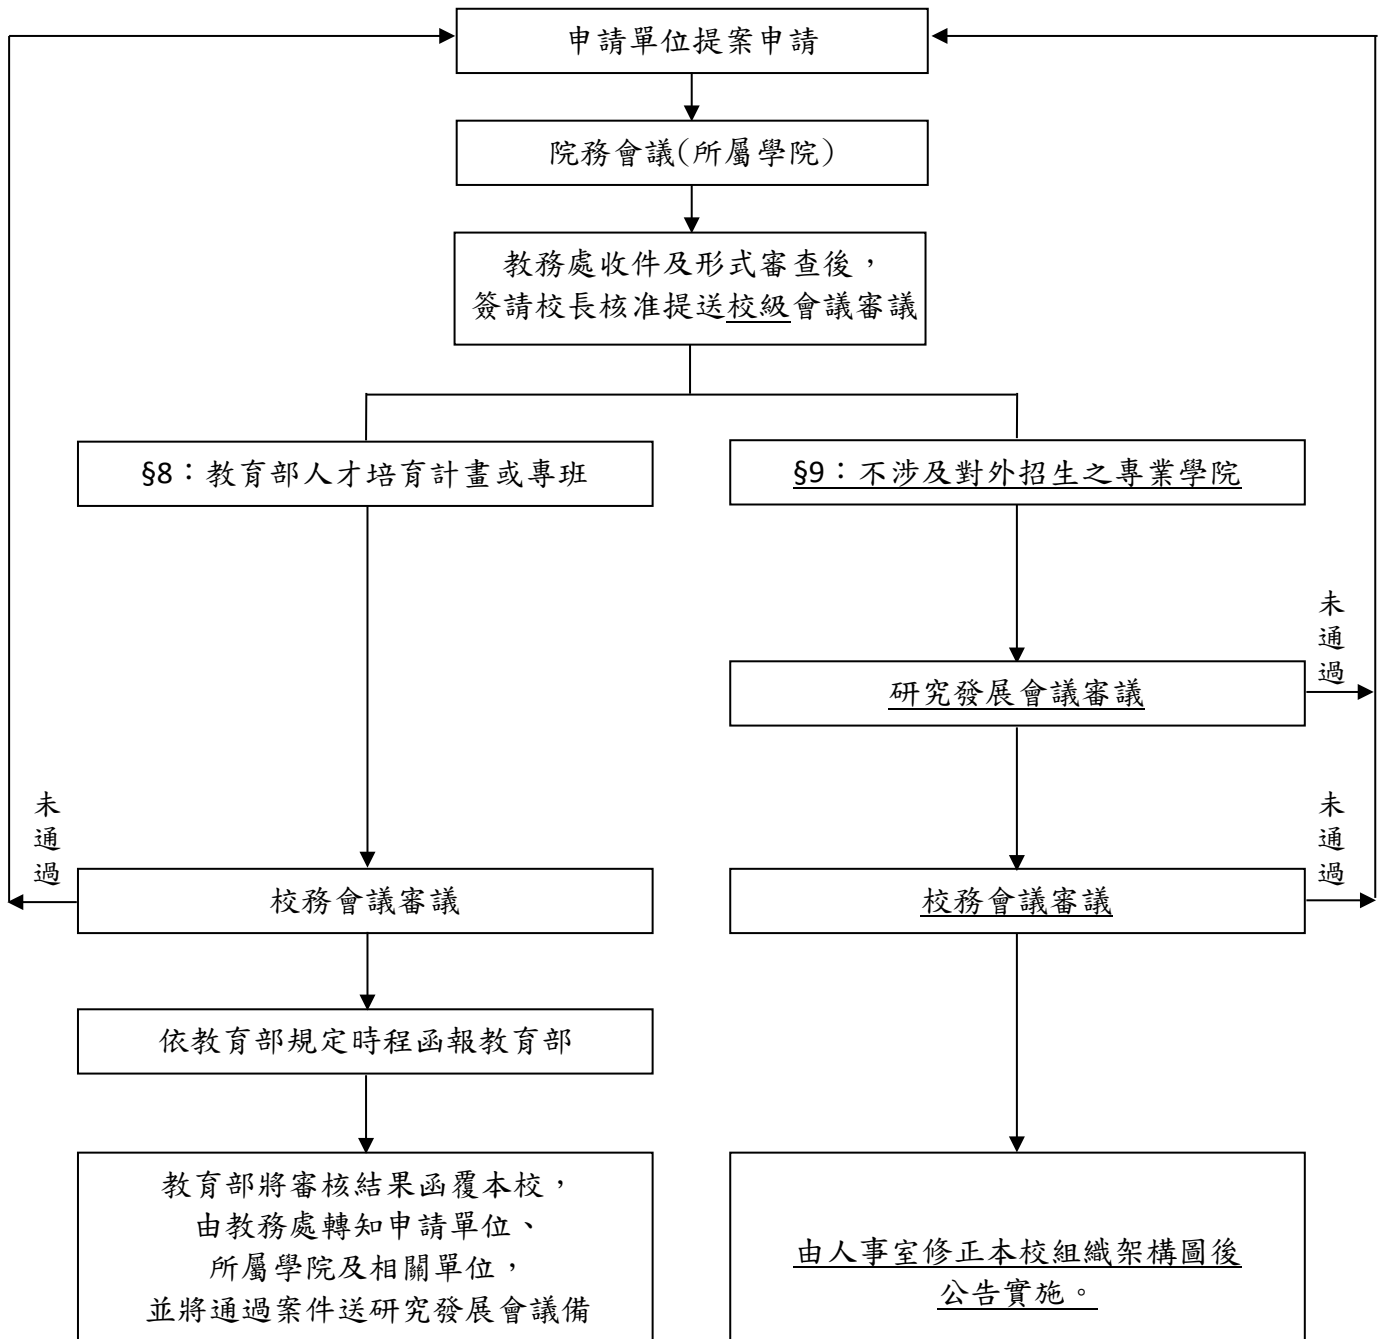 申請單位提案申請
院務會議(所屬學院)
教務處收件及形式審查後，
簽請校長核准提送校級會議審議
§8：教育部人才培育計畫或專班
§9：不涉及對外招生之專業學院
未
通
過
研究發展會議審議
未
通
過
校務會議審議
未
通
過
校務會議審議
依教育部規定時程函報教育部
教育部將審核結果函覆本校，
由教務處轉知申請單位、
所屬學院及相關單位，
並將通過案件送研究發展會議備
由人事室修正本校組織架構圖後
公告實施。